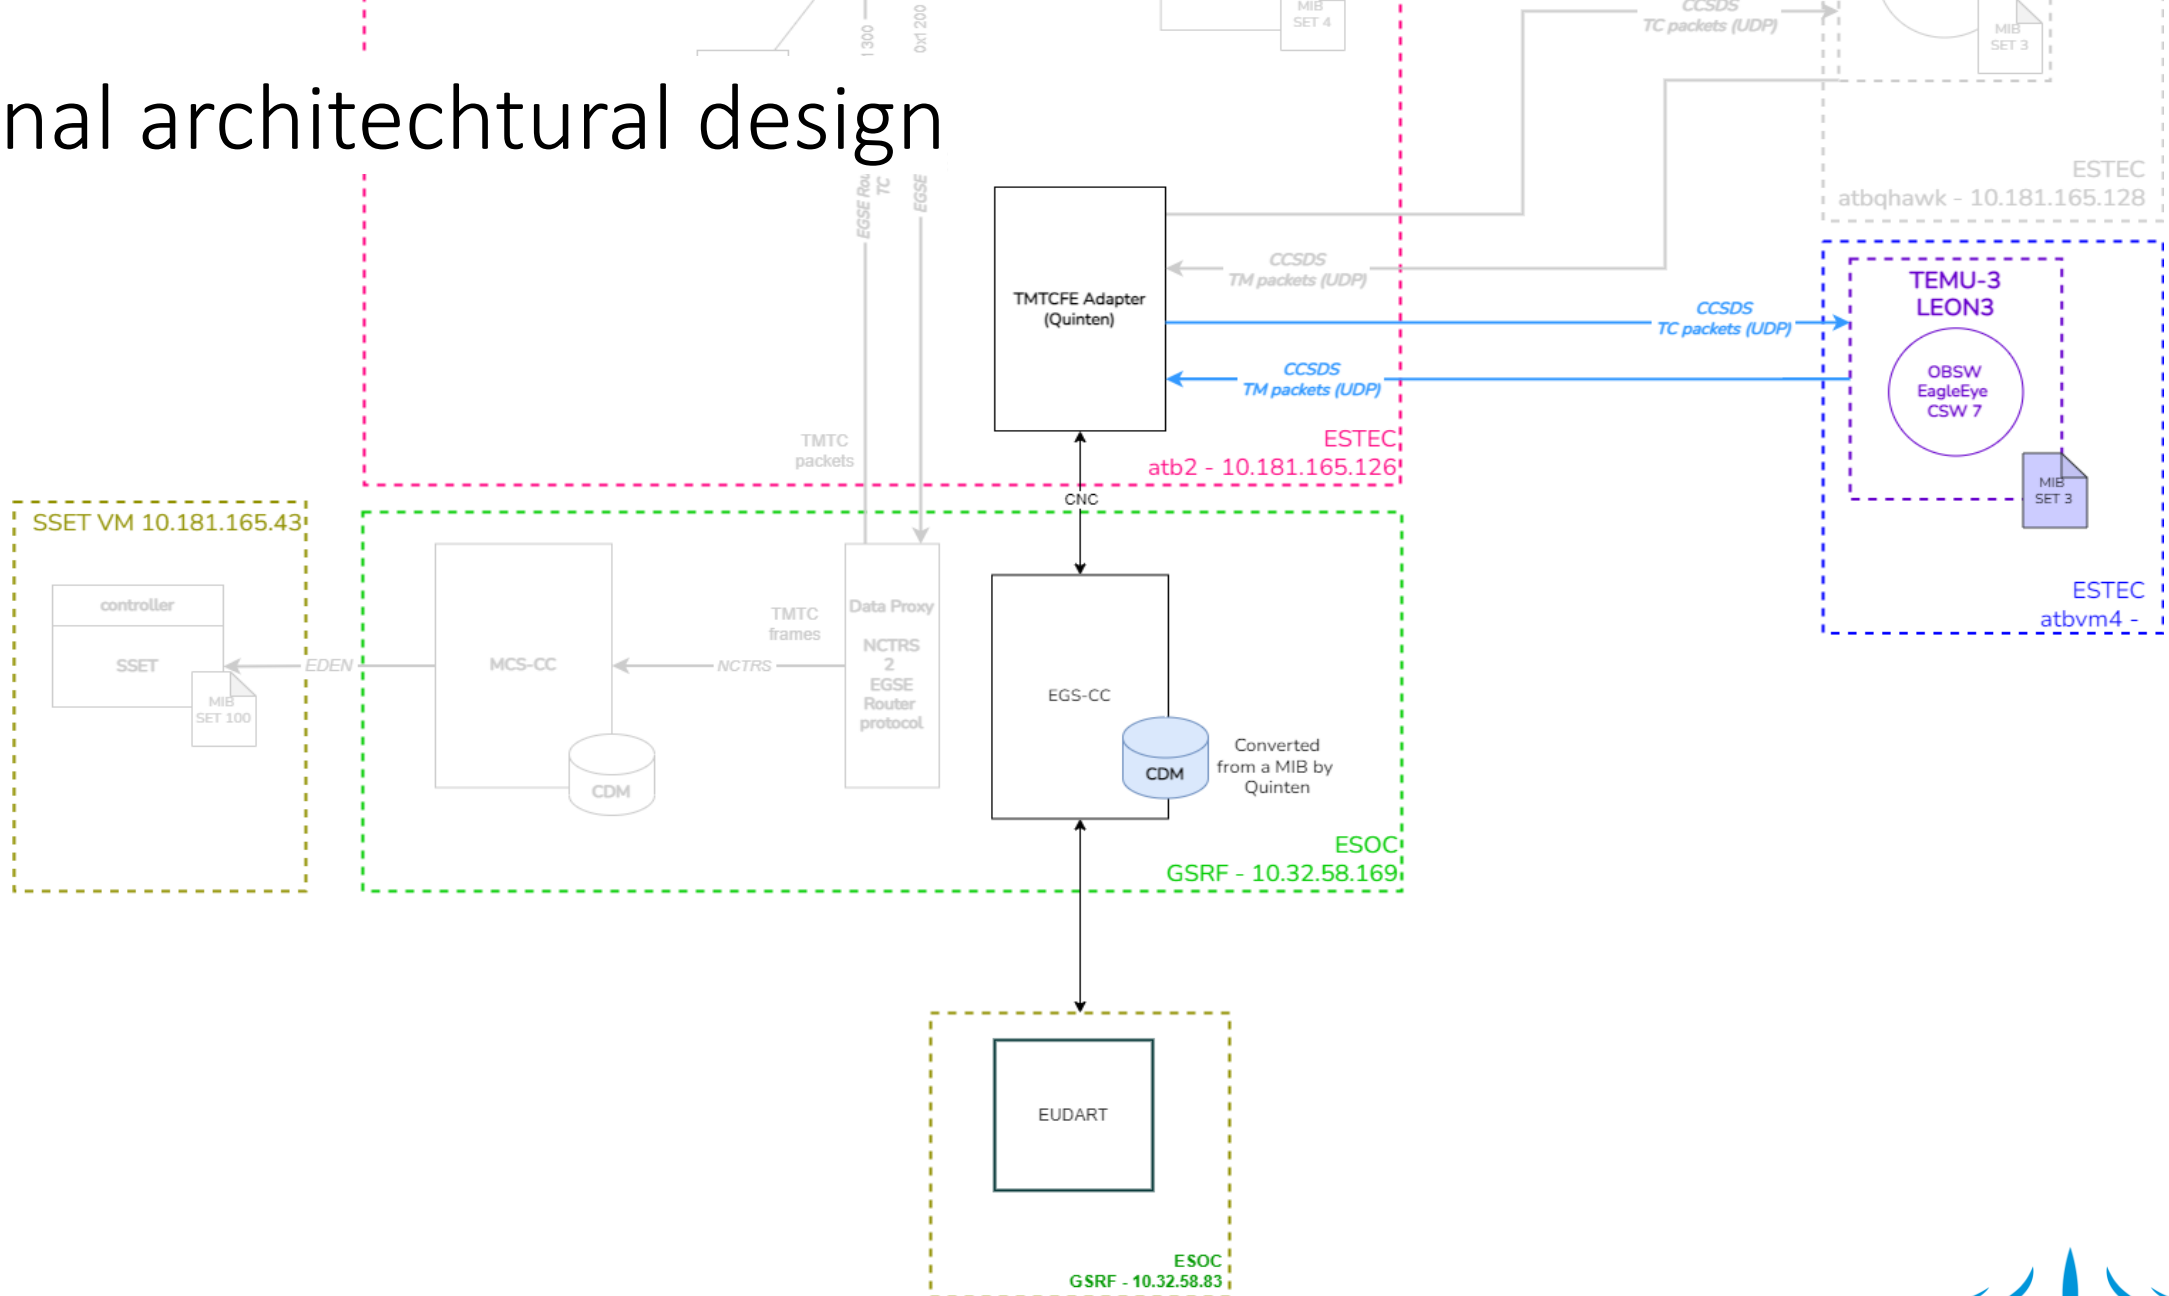 MIB
SET 4
CCSDS
TC packets (UDP)
MIB
SET 3
1300
0x1200
nal architechtural design
ESTEC
atbqhawk - 10.181.165.128
EGSE
TC
EGSE
CCSDS
TM packets (UDP)
TMTCFE Adapter
(Quinten)
CCSDS
TC packets (UDP)
CCSDS
TM packets (UDP)
TEMU-3
LEON3
OBSW
EagleEye
CSW 7
MIB
SET 3
TMTC
packets
ESTEC
atb2 - 10.181.165.126
CNC
SSET VM 10.181.165.43
controller
SSET
MIB
SET 100
EDEN
MCS-CC
CDM
TMTC
frames
NCTRS
Data Proxy
NCTRS
2
EGSE
Router
protocol
EGS-CC
CDM
Converted
from a MIB by
Quinten
ESTEC
atbvm4 -
ESOC
GSRF - 10.32.58.169
EUDART
ESOC
GSRF - 10.32.58.83